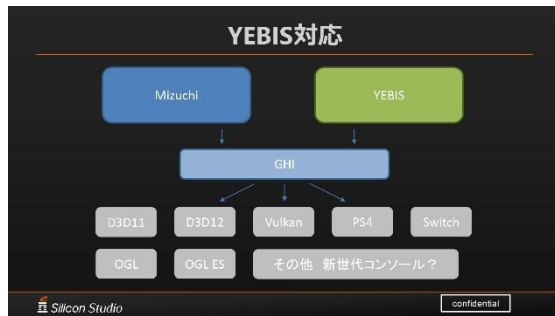 YEBIS対応
Mizuchi
YEBIS
GHI
D3D11
D3D12
Vulkan
PS4
Switch
OGL
OGL ES
その他 新世代コンソール？
Silicon Studio
confidential